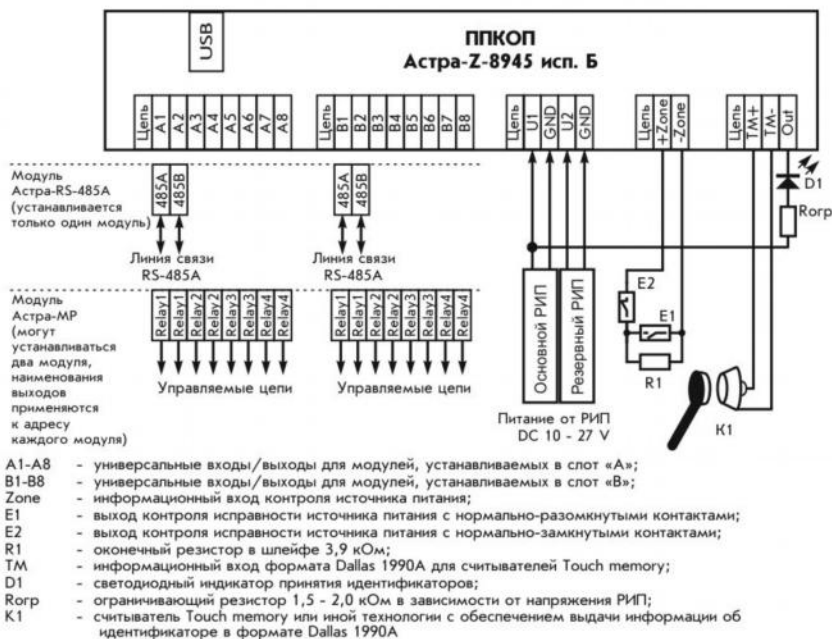 USB
ППКОП
Астра-Z-8945 исп. Б
Цепь
A1
A2
A3
A4
A5
A6
A7
A8
Цепь
B1
B2
B3
B4
B5
B6
B7
B8
Цепь
U1
GND
U2
GND
Цепь
+Zone
-Zone
Цепь
TM+
TM-
Out
Модуль
Астра-RS-485A
(устанавливается
только один модуль)
485A
485B
485A
485B
Линия связи
RS-485A
Линия связи
RS-485A
D1
Rогр
Модуль
Астра-МР
(могут
устанавливаться
два модуля,
наименования
выходов
применяются
к адресу
каждого модуля)
Relay1
Relay1
Relay2
Relay2
Relay3
Relay3
Relay4
Relay4
Управляемые цепи
Relay1
Relay1
Relay2
Relay2
Relay3
Relay3
Relay4
Relay4
Управляемые цепи
Основной РИП
Резервный РИП
Питание от РИП
DC 10 - 27 V
E2
E1
R1
K1
A1-A8 - универсальные входы/выходы для модулей, устанавливаемых в слот «А»;
B1-B8 - универсальные входы/выходы для модулей, устанавливаемых в слот «В»;
Zone - информационный вход контроля источника питания;
E1 - выход контроля исправности источника питания с нормально-разомкнутыми контактами;
E2 - выход контроля исправности источника питания с нормально-замкнутыми контактами;
R1 - оконечный резистор в шлейфе 3,9 кОм;
TM - информационный вход формата Dallas 1990A для считывателей Touch memory;
D1 - светодиодный индикатор принятия идентификаторов;
Rогр - ограничивающий резистор 1,5 - 2,0 кОм в зависимости от напряжения РИП;
K1 - считыватель Touch memory или иной технологии с обеспечением выдачи информации об
идентификаторе в формате Dallas 1990A